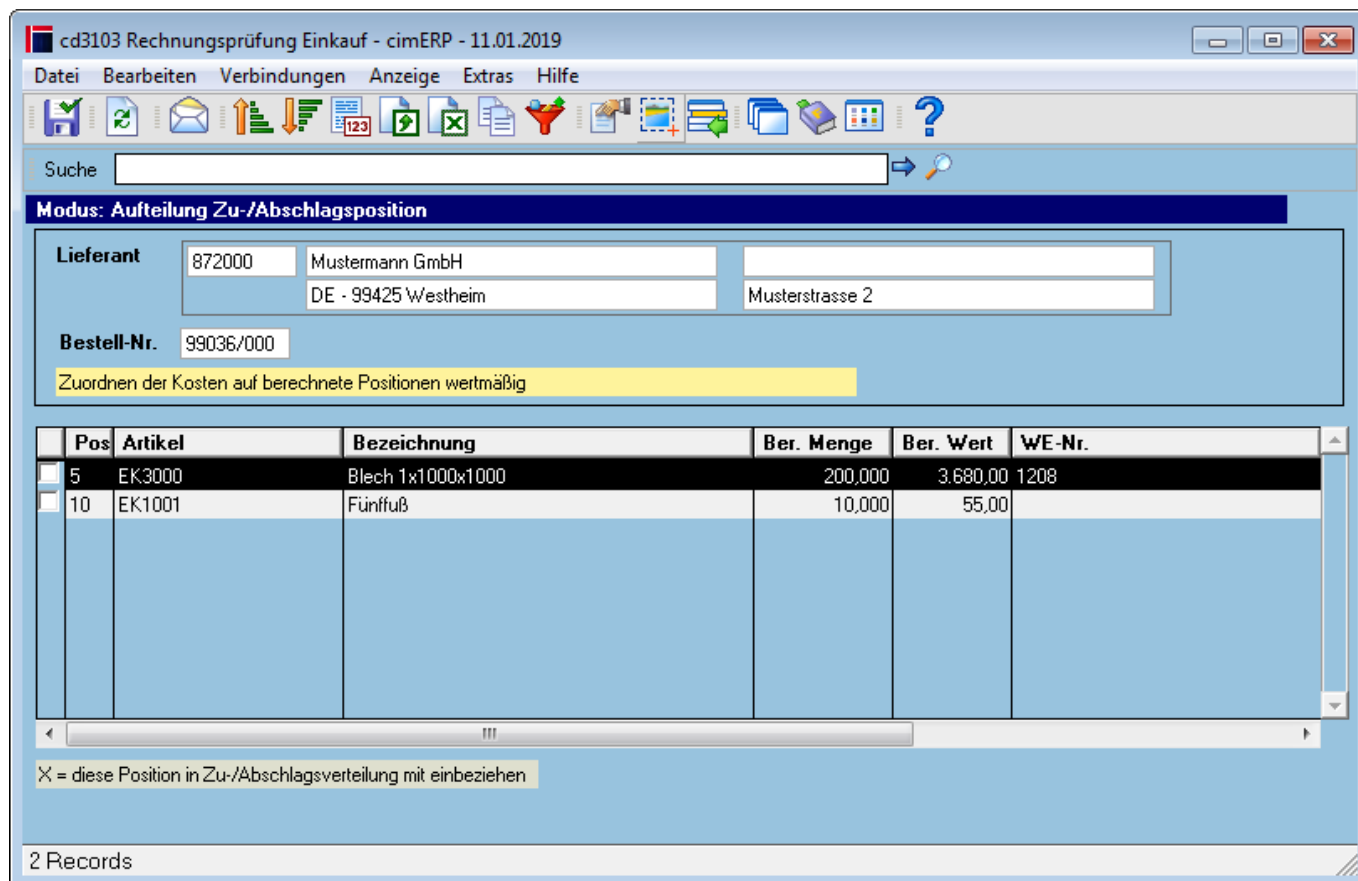 cd3103 Rechnungsprüfung Einkauf - cimERP - 11.01.2019
Datei Bearbeiten Verbindungen Anzeige Extras Hilfe
123
Suche
Modus: Aufteilung Zu-/Abschlagsposition
Lieferant 872000 Mustermann GmbH
DE - 99425 Westheim Musterstrasse 2
Bestell-Nr. 99036/000
Zuordnen der Kosten auf berechnete Positionen wertmäßig
Pos Artikel Bezeichnung Ber. Menge Ber. Wert WE-Nr.
5 EK3000 Blech 1x1000x1000 200,000 3.680,00 1208
10 EK1001 Fünffuß 10,000 55,00
X = diese Position in Zu-/Abschlagsverteilung mit einbeziehen
2 Records